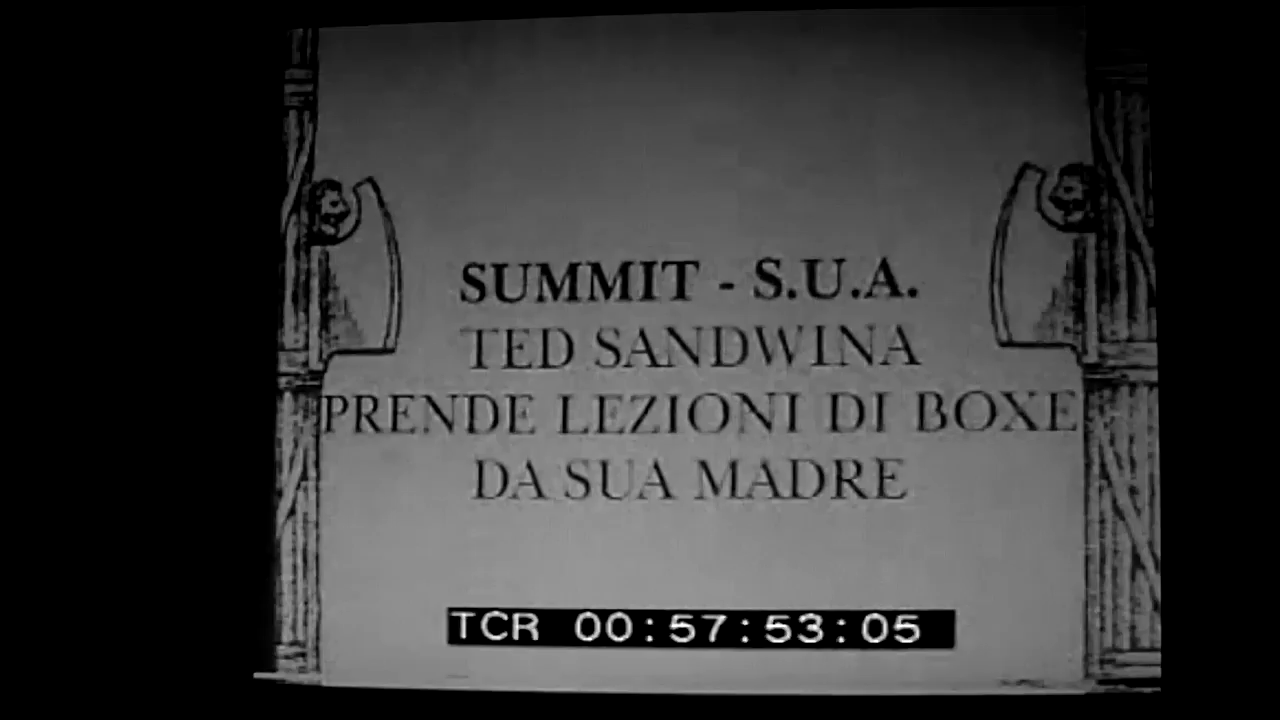 SUMMIT - S.U.A.
TED SANDWINA
PRENDE LEZIONI DI BOXE
DA SUA MADRE
TCR 00:57:53:05